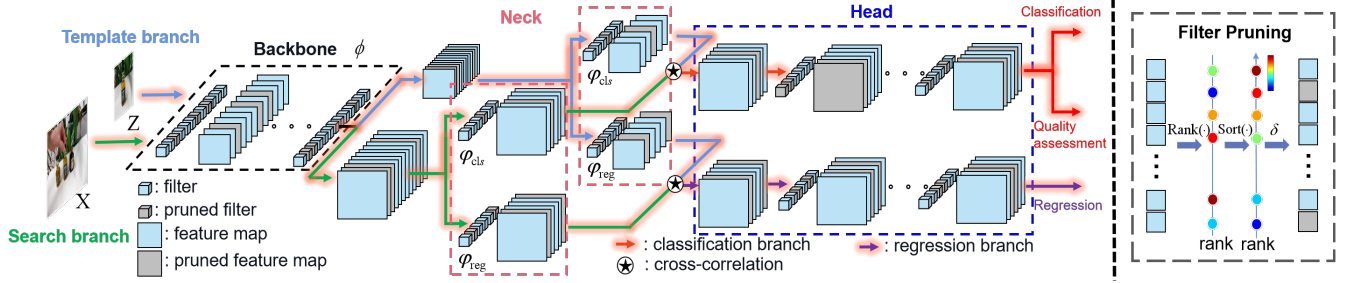 Template branch
Backbone
ϕ
Neck
Head
Classification
Filter Pruning
φcls
Z
X
φcls
φreg
Quality
assessment
Rank(·)
Sort(·)
δ
: filter
: pruned filter
: feature map
: pruned feature map
Search branch
φreg
Regression
: classification branch
: regression branch
: cross-correlation
rank
rank